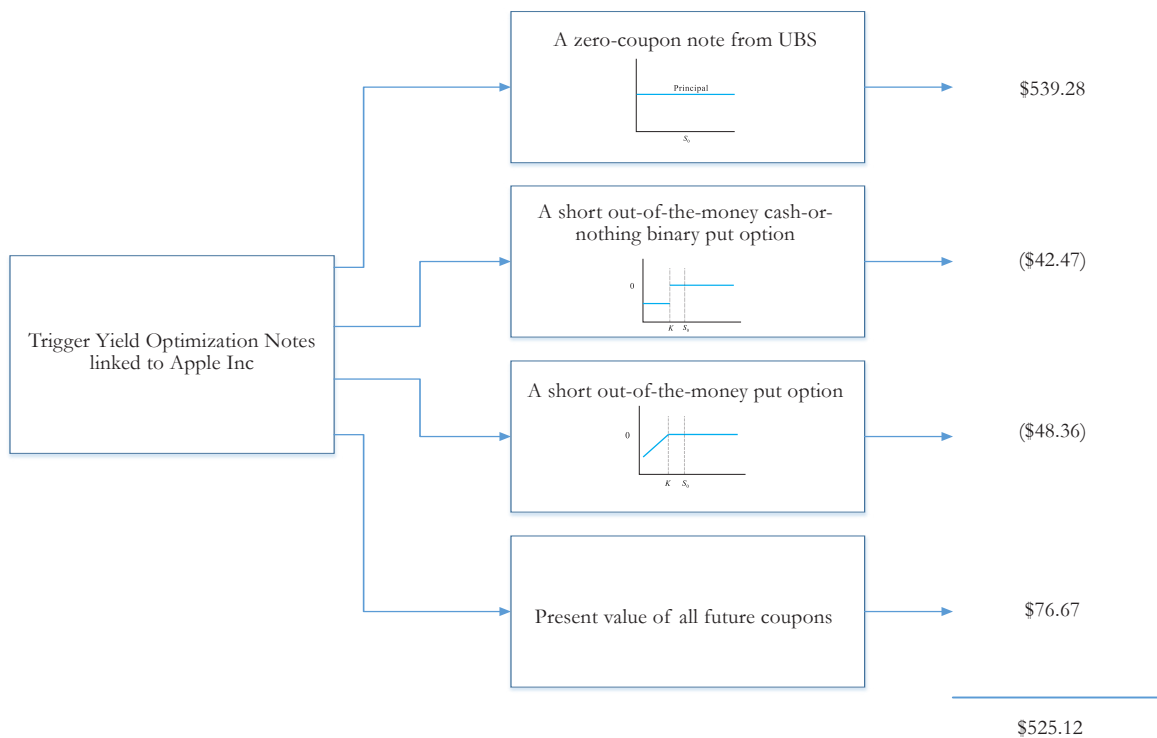 A zero-coupon note from UBS
Principal
S₀
$539.28
A short out-of-the-money cash-or-
nothing binary put option
0
K S₀
($42.47)
Trigger Yield Optimization Notes
linked to Apple Inc
A short out-of-the-money put option
0
K S₀
($48.36)
Present value of all future coupons
$76.67
$525.12